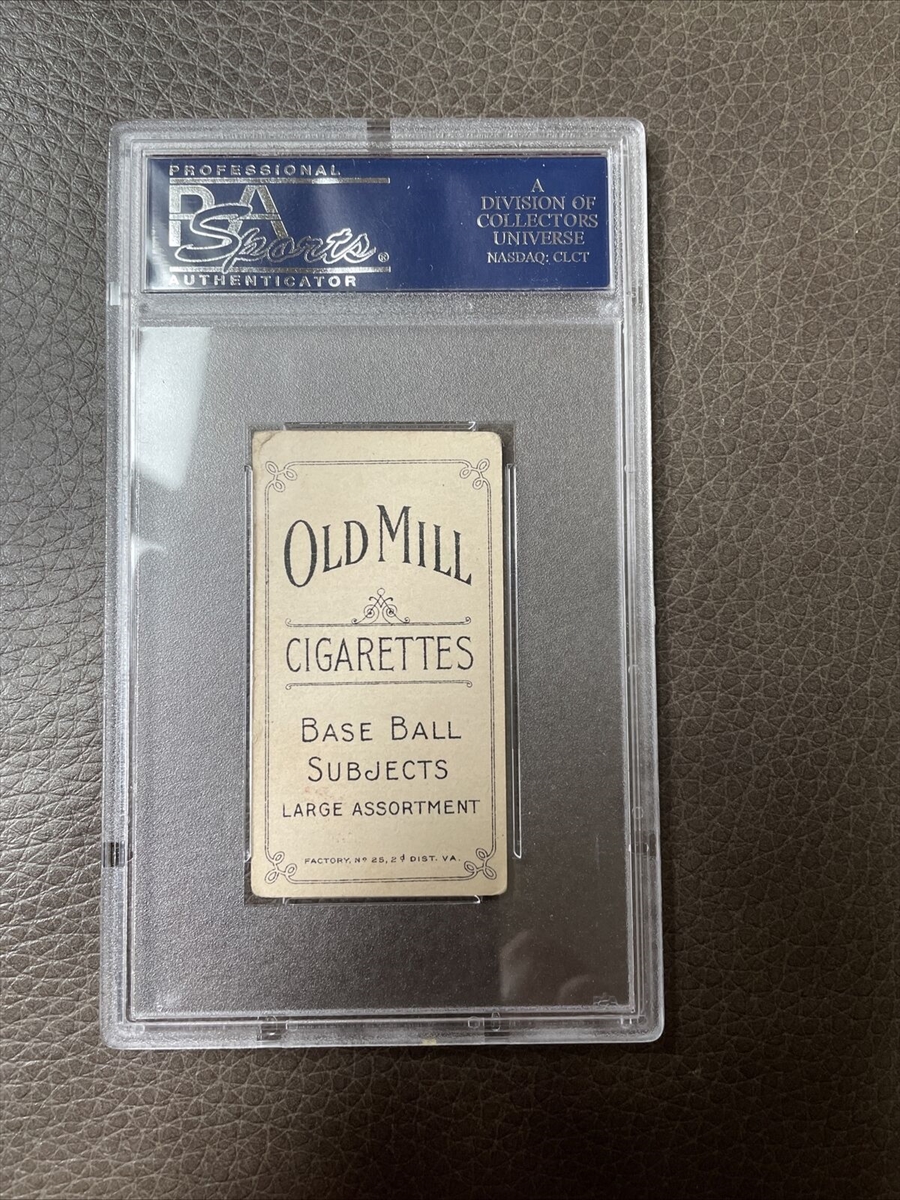 PROFESSIONAL
PSA
Sports®
AUTHENTICATOR
A
DIVISION OF
COLLECTORS
UNIVERSE
NASDAQ: CLCT
OLD MILL
CIGARETTES
BASE BALL
SUBJECTS
LARGE ASSORTMENT
FACTORY, Nº 25, 2d DIST. VA.